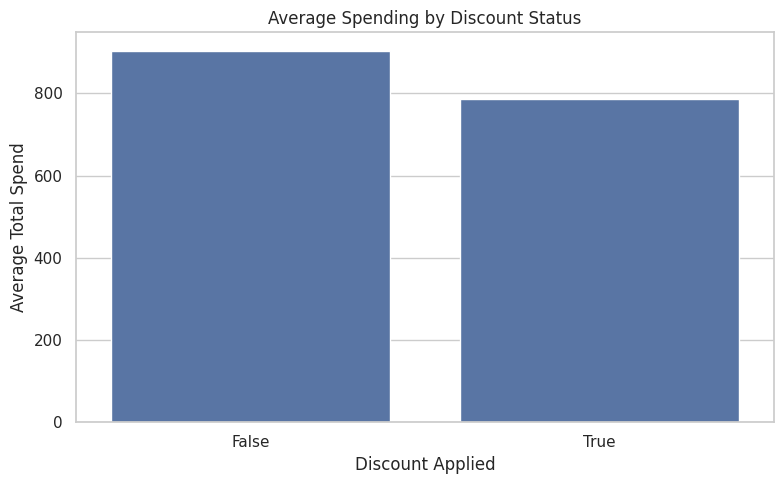 Average Spending by Discount Status
Average Total Spend
800
600
400
200
0
False
True
Discount Applied